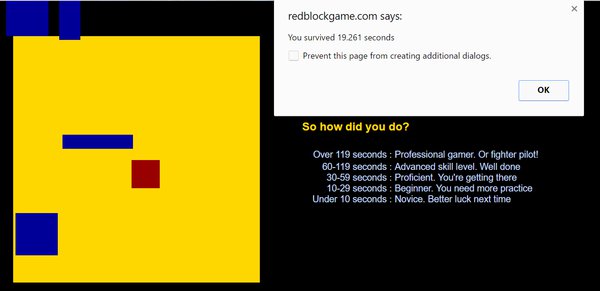 redblockgame.com says:
You survived 19.261 seconds
Prevent this page from creating additional dialogs.
OK
So how did you do?
Over 119 seconds : Professional gamer. Or fighter pilot!
60-119 seconds : Advanced skill level. Well done
30-59 seconds : Proficient. You're getting there
10-29 seconds : Beginner. You need more practice
Under 10 seconds : Novice. Better luck next time